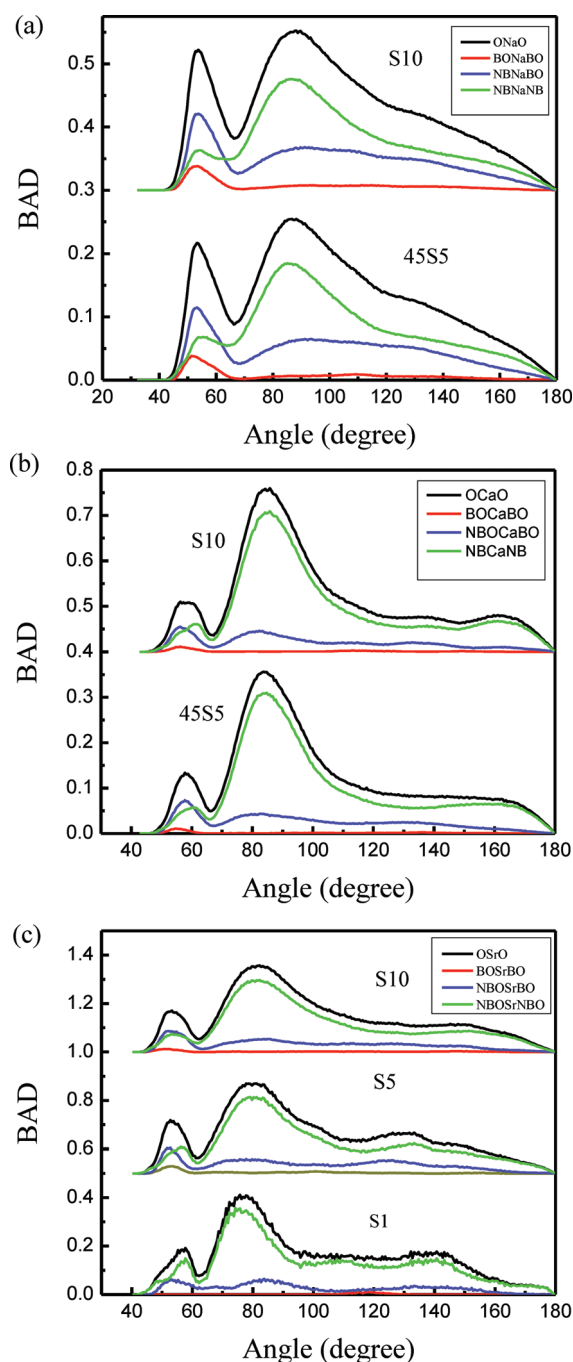 (a)
S10
ONaO
BONaBO
NBNaBO
NBNaNB
0.5
0.4
0.3
BAD
45S5
0.2
0.1
0.0
20 40 60 80 100 120 140 160 180
Angle (degree)
(b)
0.8
OCaO
BOCaBO
NBOCaBO
NBCaNB
0.7
S10
0.6
0.5
0.4
BAD
45S5
0.3
0.2
0.1
0.0
40 60 80 100 120 140 160 180
Angle (degree)
(c)
OSrO
BOSrBO
NBOSrBO
NBOSrNBO
S10
1.4
1.2
1.0
BAD
S5
0.8
0.6
0.4
S1
0.2
0.0
40 60 80 100 120 140 160 180
Angle (degree)